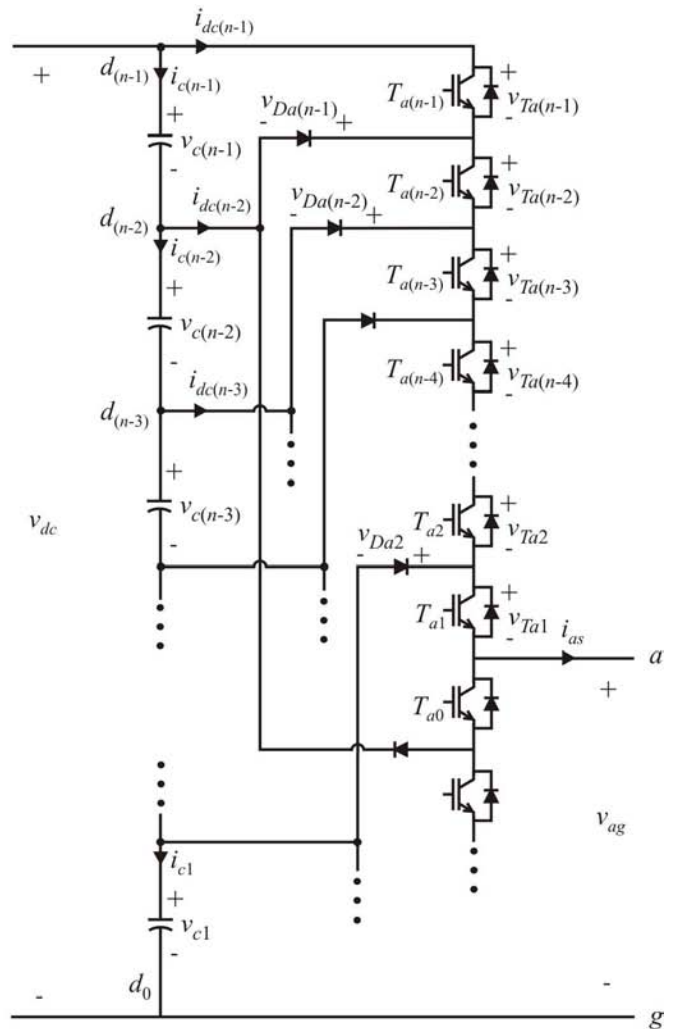 i_dc(n-1)
+
d_(n-1)
i_c(n-1)
T_a(n-1)
+
v_Ta(n-1)
-
v_Da(n-1)
-
+
+
v_c(n-1)
-
T_a(n-2)
+
v_Ta(n-2)
-
v_Da(n-2)
-
+
d_(n-2)
i_dc(n-2)
i_c(n-2)
T_a(n-3)
+
v_Ta(n-3)
-
+
v_c(n-2)
-
T_a(n-4)
+
v_Ta(n-4)
-
i_dc(n-3)
d_(n-3)
+
v_c(n-3)
-
v_dc
T_a2
+
v_Ta2
-
v_Da2
-
+
T_a1
+
v_Ta1
-
i_as
a
+
T_a0
v_ag
i_c1
+
v_c1
-
d_0
-
-
g